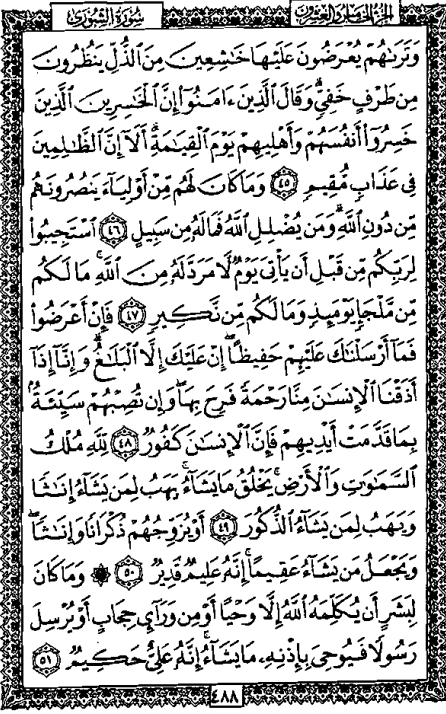 سُورَةُ الشُّورَىٰ
الجزء الخامس والعشرون
وَتَرَىٰهُمْ يُعْرَضُونَ عَلَيْهَا خَٰشِعِينَ مِنَ ٱلذُّلِّ يَنظُرُونَ
مِن طَرْفٍ خَفِىٍّ ۗ وَقَالَ ٱلَّذِينَ ءَامَنُوٓا۟ إِنَّ ٱلْخَٰسِرِينَ ٱلَّذِينَ
خَسِرُوٓا۟ أَنفُسَهُمْ وَأَهْلِيهِمْ يَوْمَ ٱلْقِيَٰمَةِ ۗ أَلَآ إِنَّ ٱلظَّٰلِمِينَ
فِى عَذَابٍ مُّقِيمٍ ﴿٤٥﴾ وَمَا كَانَ لَهُم مِّنْ أَوْلِيَآءَ يَنصُرُونَهُم
مِّن دُونِ ٱللَّهِ ۗ وَمَن يُضْلِلِ ٱللَّهُ فَمَا لَهُۥ مِن سَبِيلٍ ﴿٤٦﴾ ٱسْتَجِيبُوا۟
لِرَبِّكُم مِّن قَبْلِ أَن يَأْتِىَ يَوْمٌ لَّا مَرَدَّ لَهُۥ مِنَ ٱللَّهِ ۚ مَا لَكُم
مِّن مَّلْجَإٍ يَوْمَئِذٍ وَمَا لَكُم مِّن نَّكِيرٍ ﴿٤٧﴾ فَإِنْ أَعْرَضُوا۟
فَمَآ أَرْسَلْنَٰكَ عَلَيْهِمْ حَفِيظًا ۖ إِنْ عَلَيْكَ إِلَّا ٱلْبَلَٰغُ ۗ وَإِنَّآ إِذَآ
أَذَقْنَا ٱلْإِنسَٰنَ مِنَّا رَحْمَةً فَرِحَ بِهَا ۖ وَإِن تُصِبْهُمْ سَيِّئَةٌۢ
بِمَا قَدَّمَتْ أَيْدِيهِمْ فَإِنَّ ٱلْإِنسَٰنَ كَفُورٌ ﴿٤٨﴾ لِّلَّهِ مُلْكُ
ٱلسَّمَٰوَٰتِ وَٱلْأَرْضِ ۚ يَخْلُقُ مَا يَشَآءُ ۚ يَهَبُ لِمَن يَشَآءُ إِنَٰثًا
وَيَهَبُ لِمَن يَشَآءُ ٱلذُّكُورَ ﴿٤٩﴾ أَوْ يُزَوِّجُهُمْ ذُكْرَانًا وَإِنَٰثًا ۖ
وَيَجْعَلُ مَن يَشَآءُ عَقِيمًا ۚ إِنَّهُۥ عَلِيمٌ قَدِيرٌ ﴿٥٠﴾ ۞ وَمَا كَانَ
لِبَشَرٍ أَن يُكَلِّمَهُ ٱللَّهُ إِلَّا وَحْيًا أَوْ مِن وَرَآئِ حِجَابٍ أَوْ يُرْسِلَ
رَسُولًا فَيُوحِىَ بِإِذْنِهِۦ مَا يَشَآءُ ۚ إِنَّهُۥ عَلِىٌّ حَكِيمٌ ﴿٥١﴾
٤٨٨